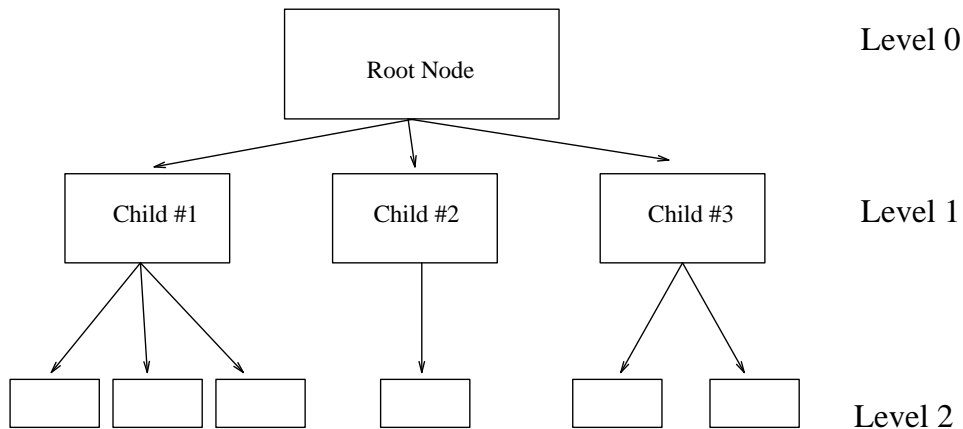 Level 0
Root Node
Child #1
Child #2
Child #3
Level 1
Level 2